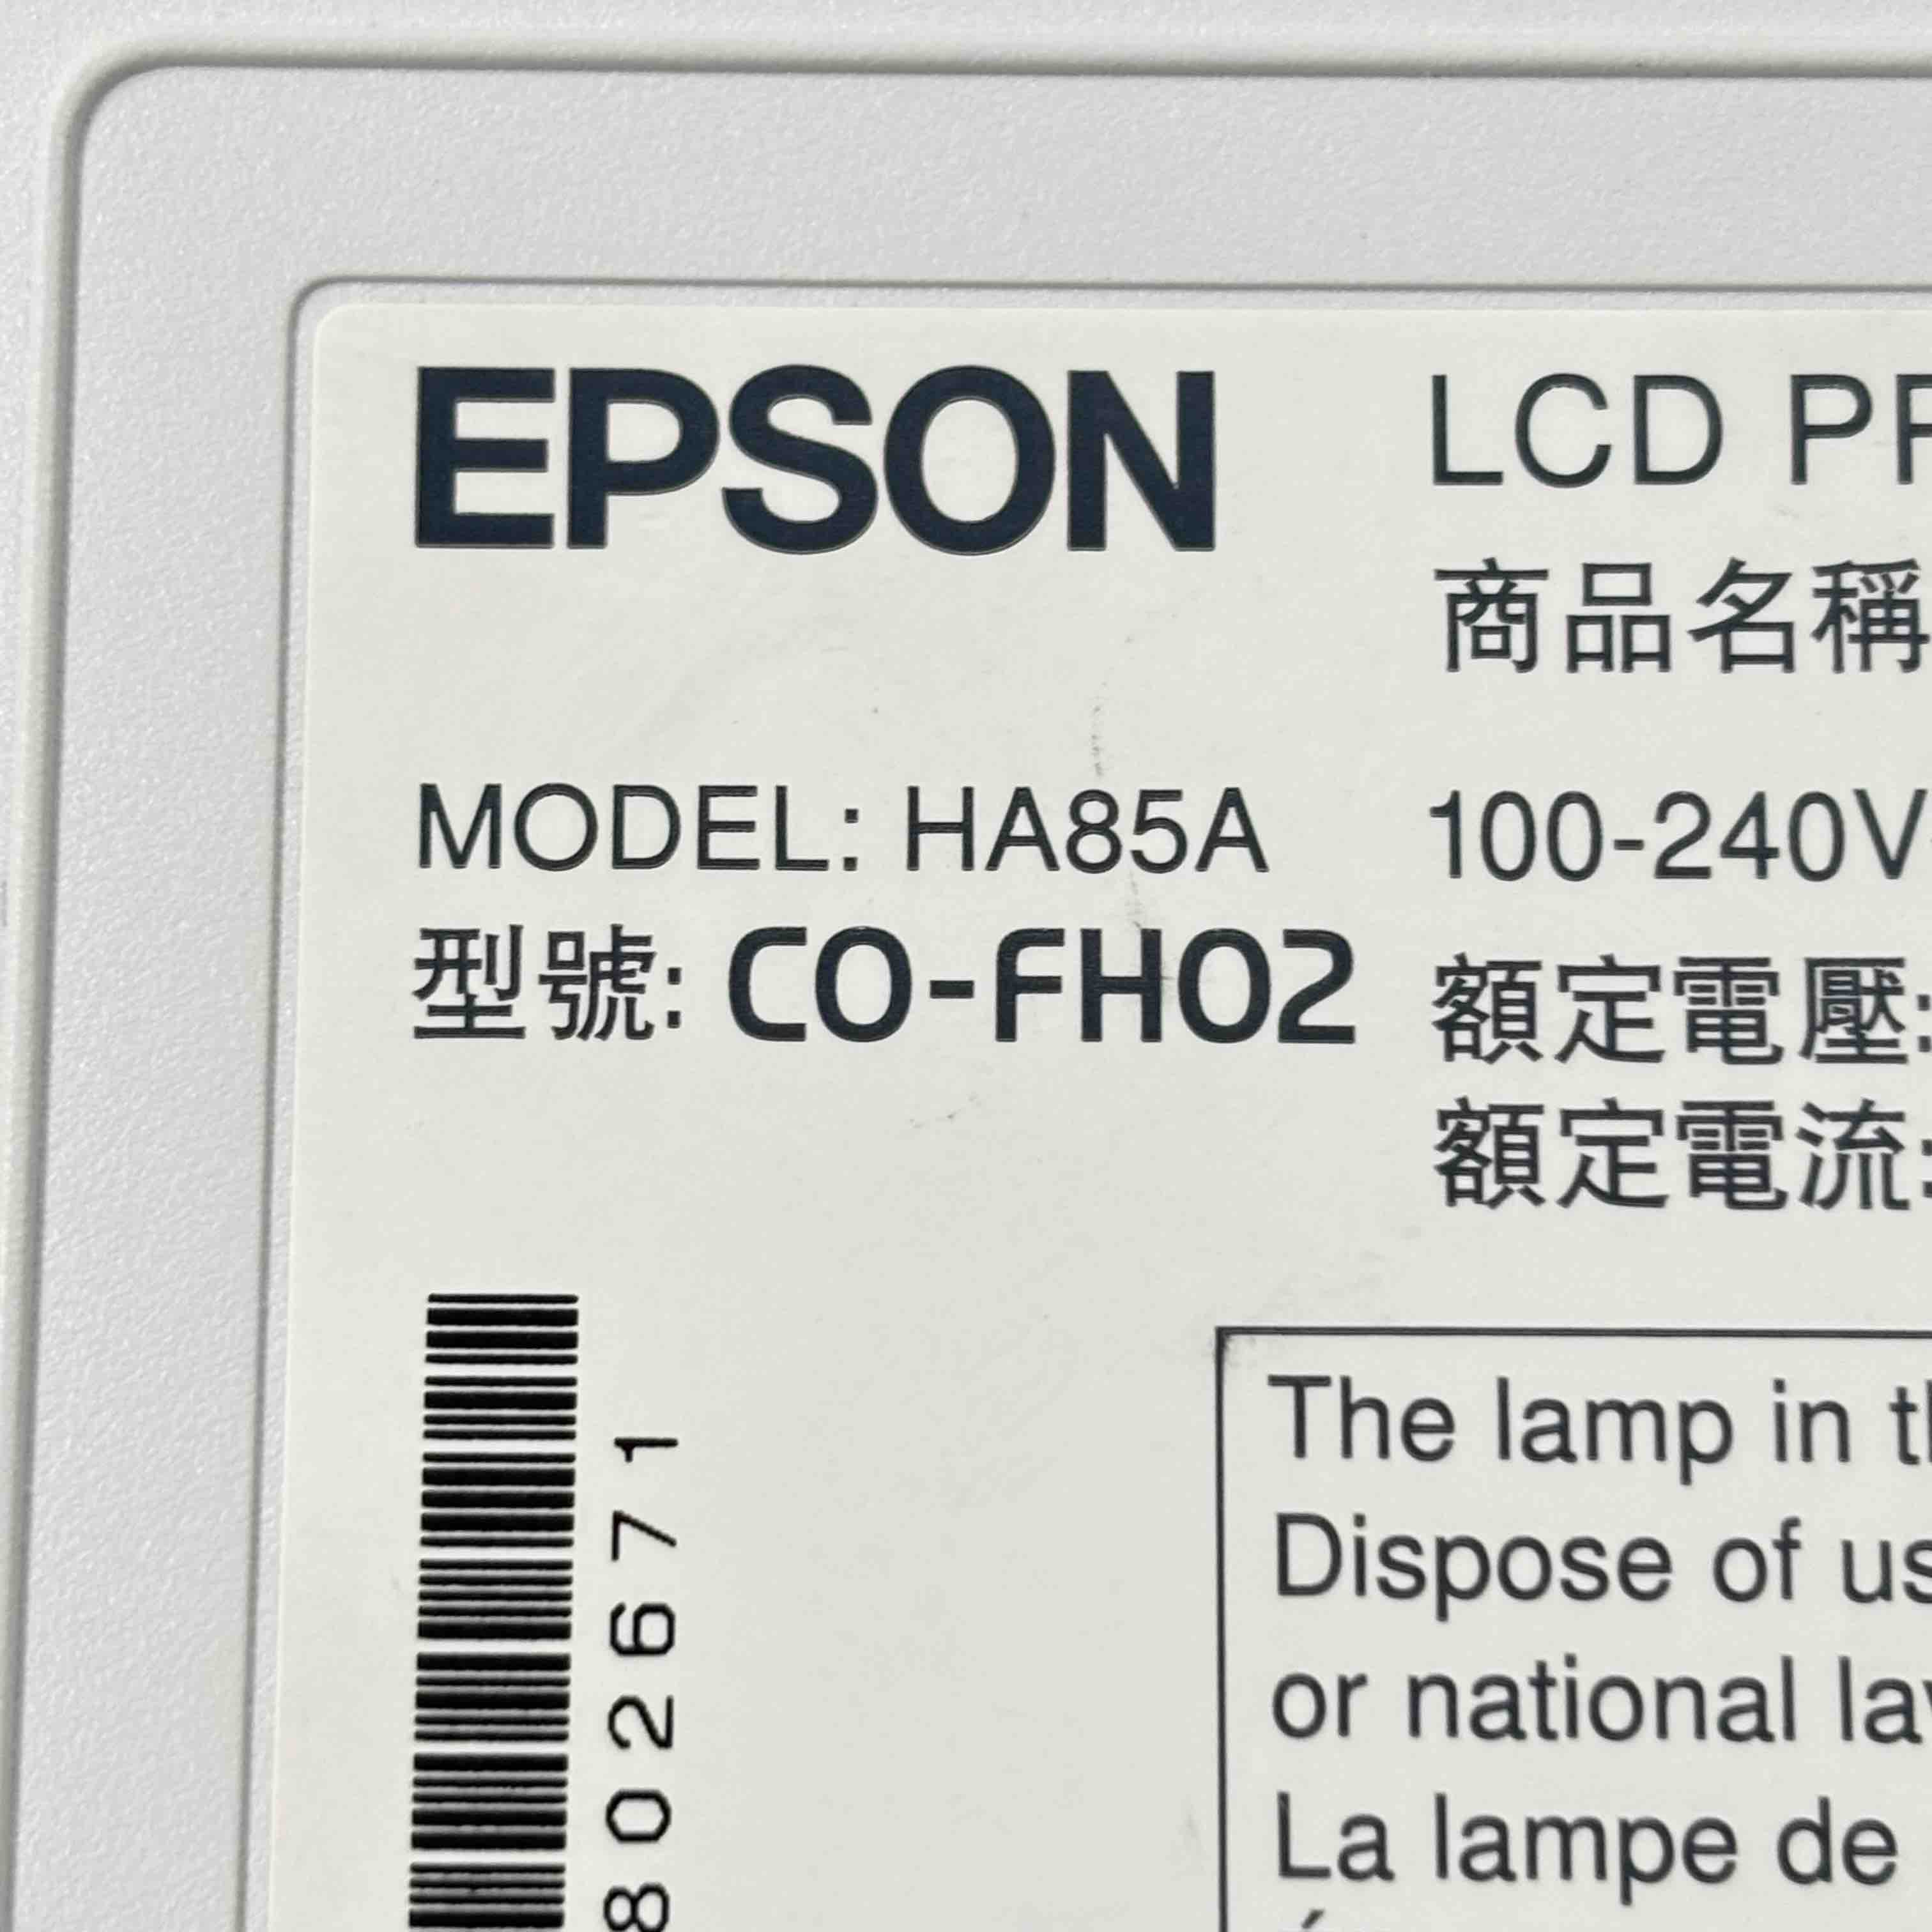 EPSON
LCD PR
商品名稱
MODEL: HA85A
100-240V
型號: CO-FH02
額定電壓:
額定電流:
802671
The lamp in th
Dispose of us
or national law
La lampe de